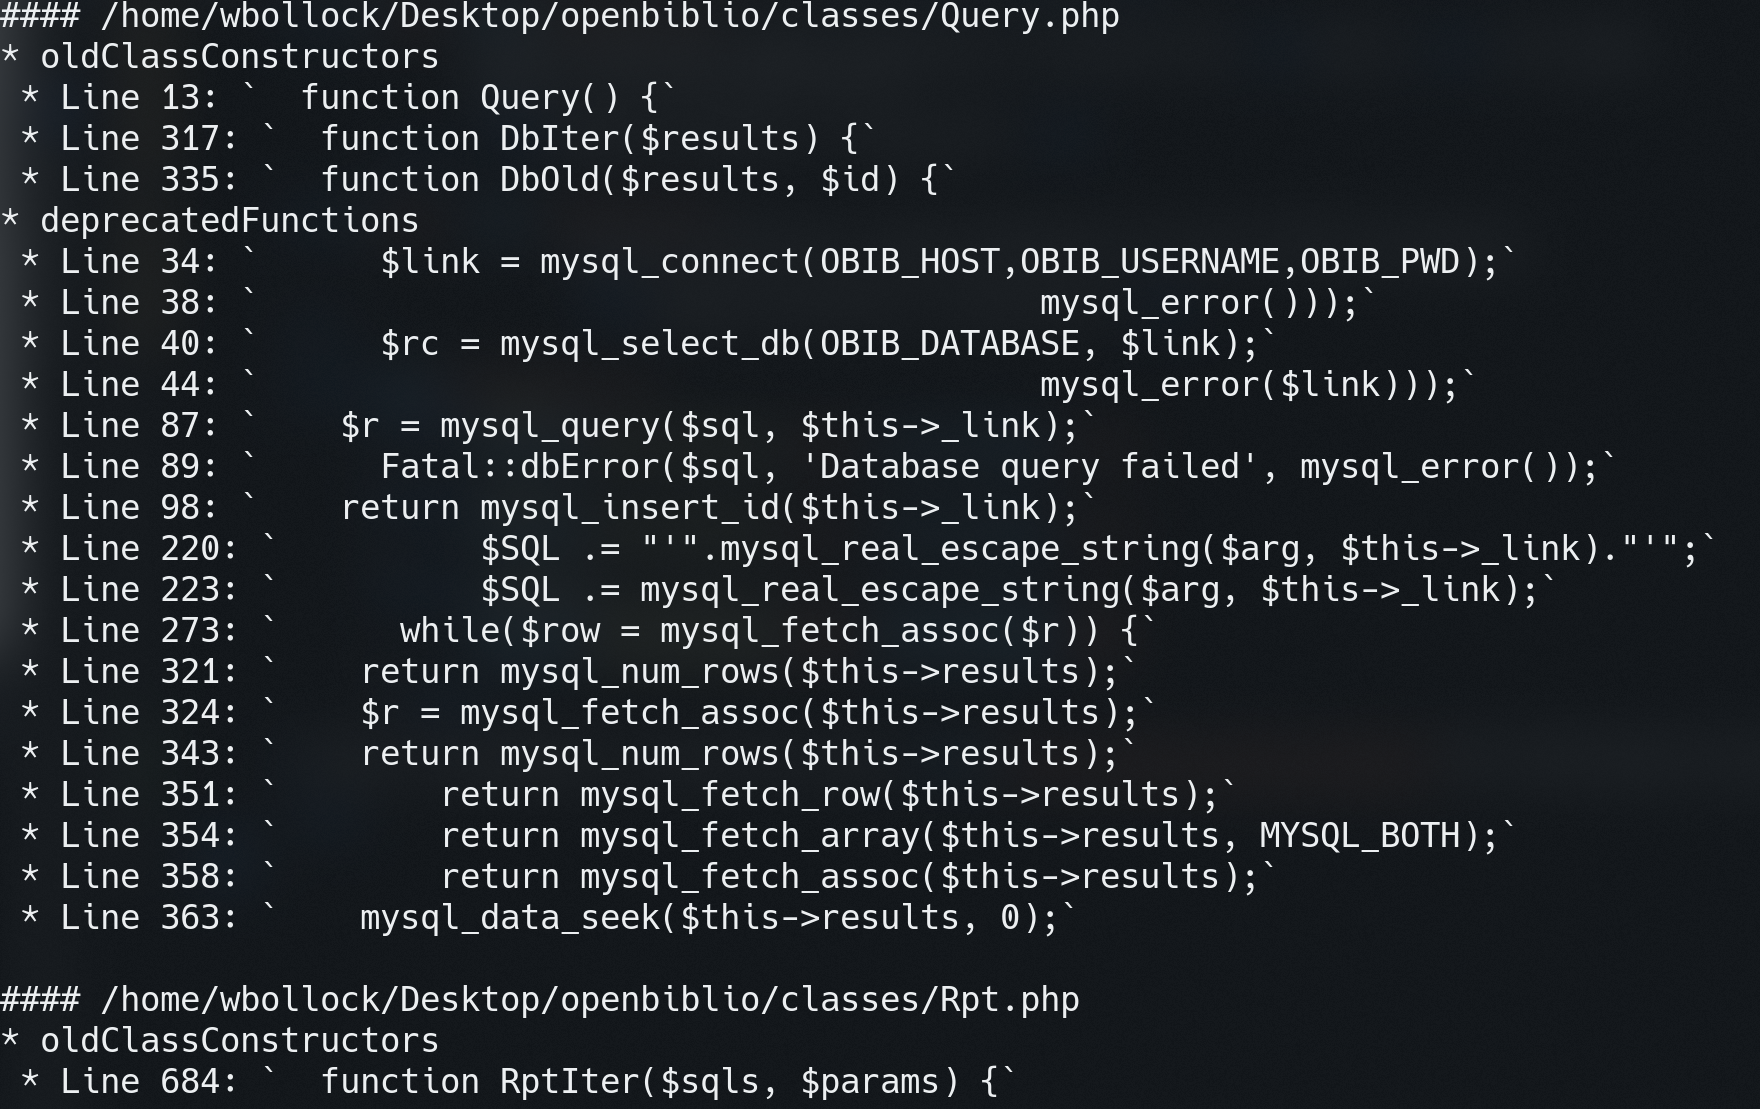 #### /home/wbollock/Desktop/openbiblio/classes/Query.php
* oldClassConstructors
 * Line 13: `  function Query() {`
 * Line 317: `  function DbIter($results) {`
 * Line 335: `  function DbOld($results, $id) {`
* deprecatedFunctions
 * Line 34: `      $link = mysql_connect(OBIB_HOST,OBIB_USERNAME,OBIB_PWD);`
 * Line 38: `                                       mysql_error()));`
 * Line 40: `      $rc = mysql_select_db(OBIB_DATABASE, $link);`
 * Line 44: `                                       mysql_error($link)));`
 * Line 87: `    $r = mysql_query($sql, $this->_link);`
 * Line 89: `      Fatal::dbError($sql, 'Database query failed', mysql_error());`
 * Line 98: `    return mysql_insert_id($this->_link);`
 * Line 220: `          $SQL .= "'".mysql_real_escape_string($arg, $this->_link)."'";`
 * Line 223: `          $SQL .= mysql_real_escape_string($arg, $this->_link);`
 * Line 273: `      while($row = mysql_fetch_assoc($r)) {`
 * Line 321: `    return mysql_num_rows($this->results);`
 * Line 324: `    $r = mysql_fetch_assoc($this->results);`
 * Line 343: `    return mysql_num_rows($this->results);`
 * Line 351: `        return mysql_fetch_row($this->results);`
 * Line 354: `        return mysql_fetch_array($this->results, MYSQL_BOTH);`
 * Line 358: `        return mysql_fetch_assoc($this->results);`
 * Line 363: `    mysql_data_seek($this->results, 0);`

#### /home/wbollock/Desktop/openbiblio/classes/Rpt.php
* oldClassConstructors
 * Line 684: `  function RptIter($sqls, $params) {`